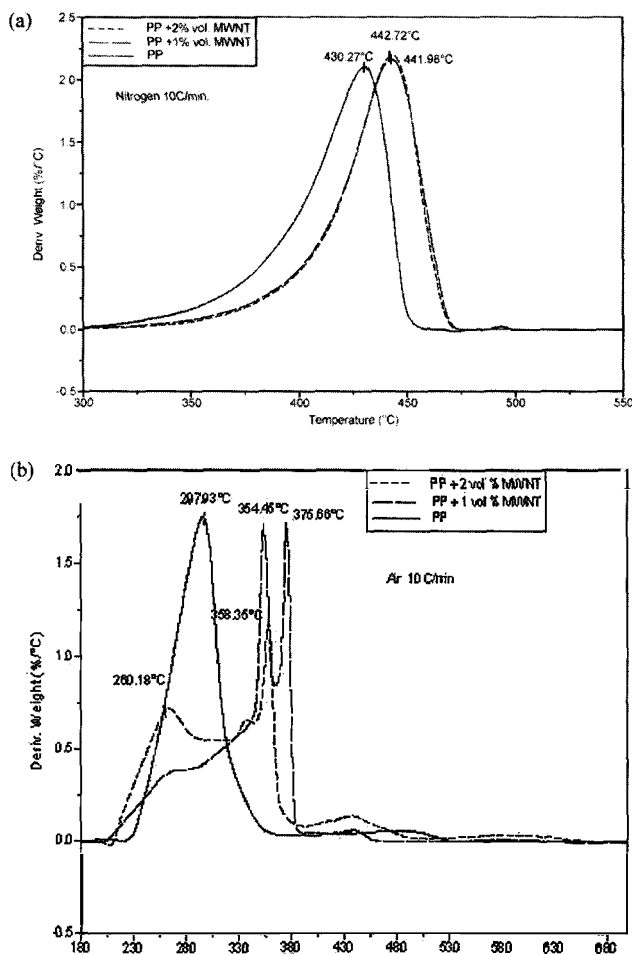 (a)
PP +2% vol. MWNT
PP +1% vol. MWNT
PP
Nitrogen 10C/min.
442.72°C
430.27°C
441.98°C
Deriv. Weight (%/°C)
2.5
2.0
1.5
1.0
0.5
0.0
-0.5
300 350 400 450 500 550
Temperature (°C)
(b)
PP + 2 vol % MWNT
PP + 1 vol % MWNT
PP
Air 10 C/min
297.93°C
354.45°C
375.66°C
358.35°C
260.18°C
Deriv. Weight (%/°C)
2.0
1.5
1.0
0.5
0.0
-0.5
180 230 280 330 380 430 480 530 580 630 680